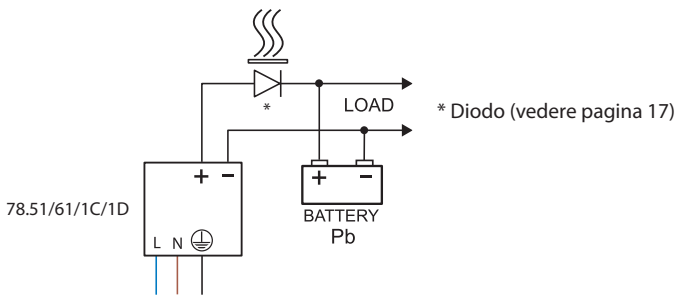 *
LOAD
* Diodo (vedere pagina 17)
+ −
+ −
78.51/61/1C/1D
BATTERY
Pb
L N